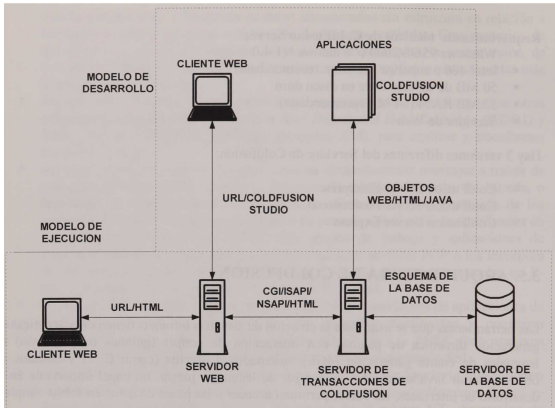 APLICACIONES
CLIENTE WEB
MODELO DE
DESARROLLO
COLDFUSION
STUDIO
URL/COLDFUSION
STUDIO
OBJETOS
WEB/HTML/JAVA
MODELO DE
EJECUCION
URL/HTML
CGI/ISAPI/
NSAPI/HTML
ESQUEMA DE
LA BASE DE
DATOS
CLIENTE WEB
SERVIDOR
WEB
SERVIDOR DE
TRANSACCIONES DE
COLDFUSION
SERVIDOR DE
LA BASE DE
DATOS